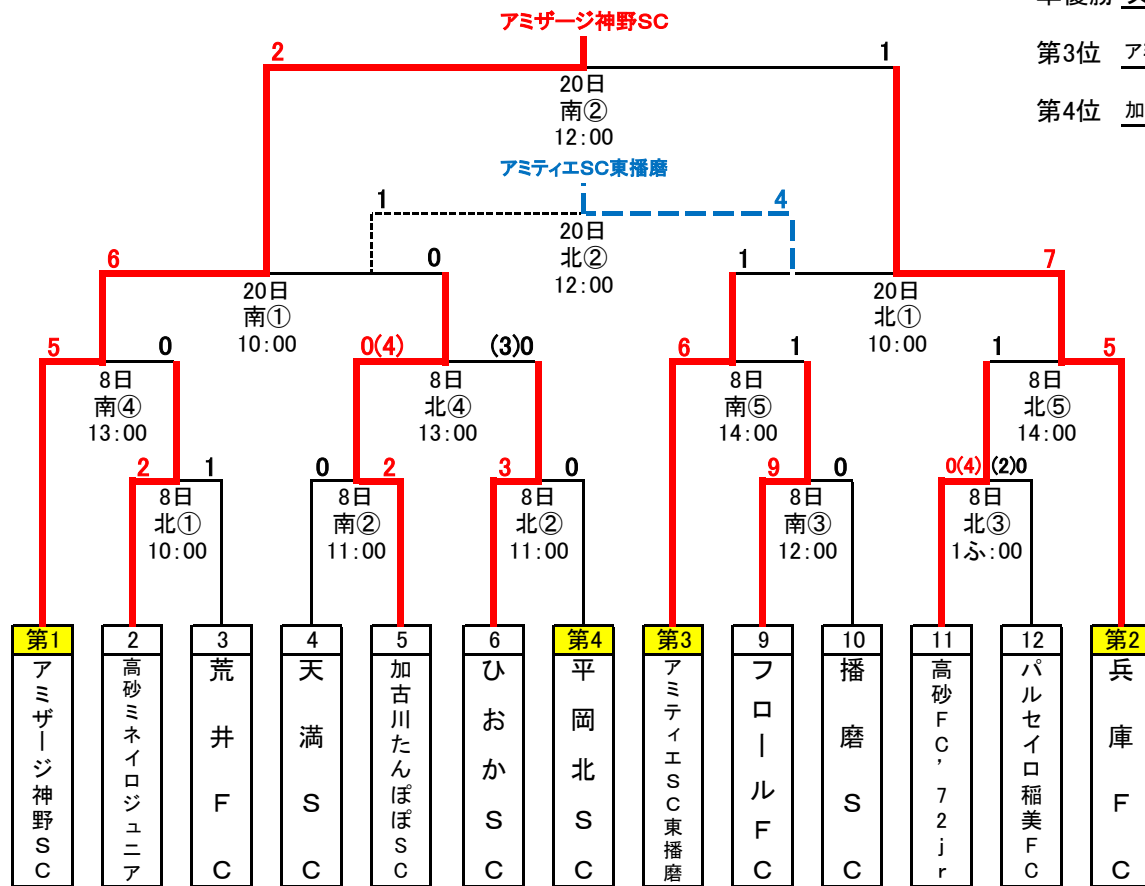 アミザージ神野SC
準優勝
第3位
第4位 加
2
1
20日
南②
12:00
アミティエSC東播磨
1
4
20日
北②
12:00
6
0
1
7
20日
南①
10:00
20日
北①
10:00
5
0
0(4)
(3)0
6
1
1
5
8日
南④
13:00
8日
北④
13:00
8日
南⑤
14:00
8日
北⑤
14:00
2
1
0
2
3
0
9
0
0(4)
(2)0
8日
北①
10:00
8日
南②
11:00
8日
北②
11:00
8日
南③
12:00
8日
北③
1ふ:00
第1
アミザージ神野SC
2
高砂ミネイロジュニア
3
荒井FC
4
天満SC
5
加古川たんぽぽSC
6
ひおかSC
第4
平岡北SC
第3
アミティエSC東播磨
9
フロールFC
10
播磨SC
11
高砂FC’72jr
12
パルセイロ稲美FC
第2
兵庫FC